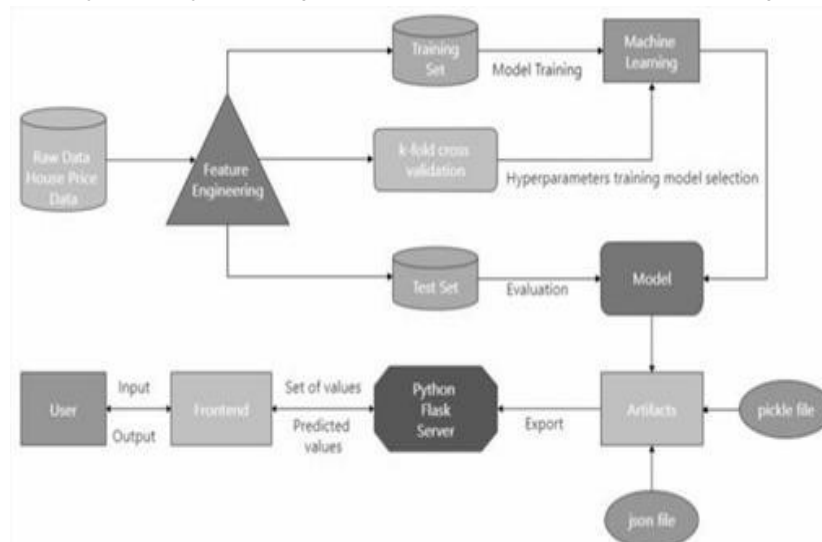 Training
Set
Model Training
Machine
Learning
Raw Data
House Price
Data
Feature
Engineering
k-fold cross
validation
Hyperparameters training model selection
Test Set
Evaluation
Model
User
Input
Output
Frontend
Set of values
Predicted
values
Python
Flask
Server
Export
Artifacts
pickle file
json file